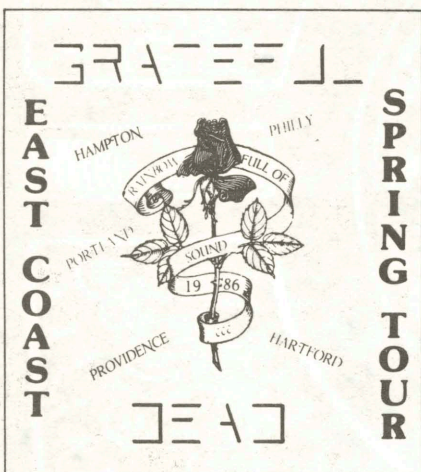 GRATEFUL
EAST COAST
SPRING TOUR
HAMPTON
PHILLY
RAINBOW FULL OF
SOUND
1986
PORTLAND
PROVIDENCE
HARTFORD
DEAD